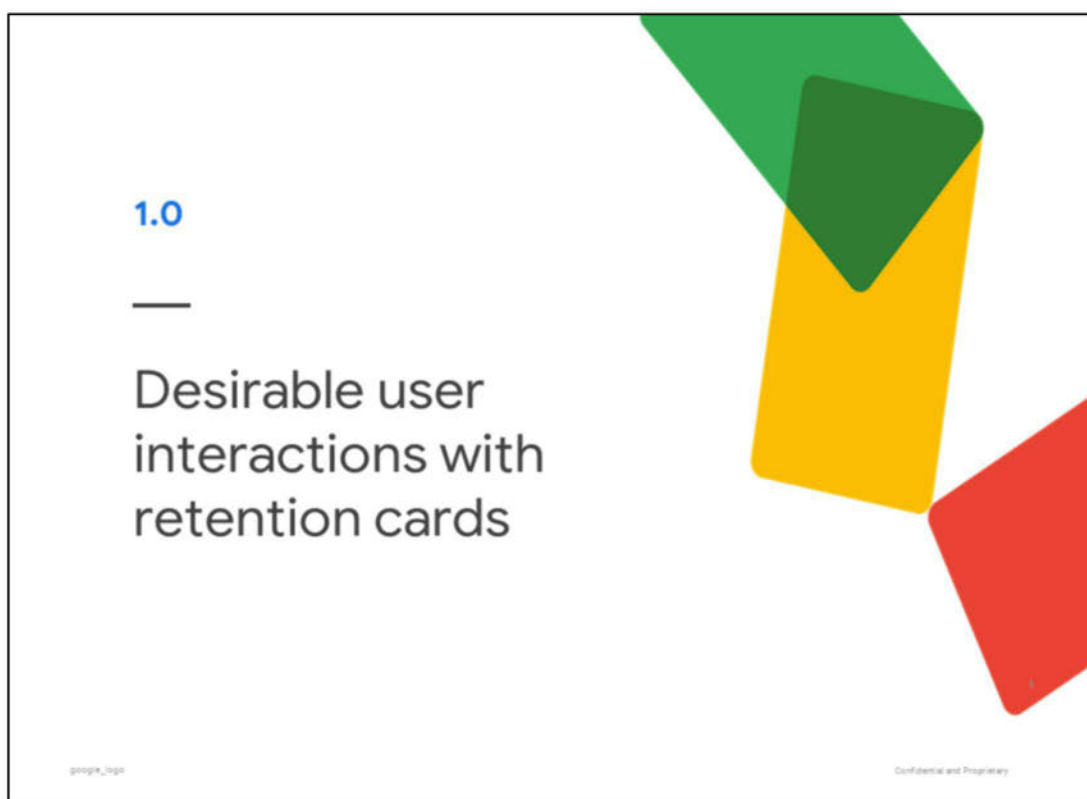 1.0
Desirable user
interactions with
retention cards
google_logo
Confidential and Proprietary